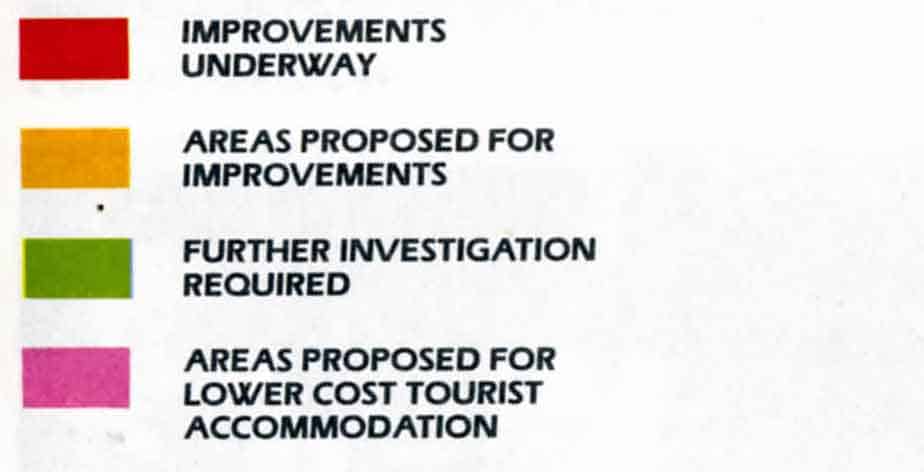 IMPROVEMENTS
UNDERWAY
AREAS PROPOSED FOR
IMPROVEMENTS
FURTHER INVESTIGATION
REQUIRED
AREAS PROPOSED FOR
LOWER COST TOURIST
ACCOMMODATION